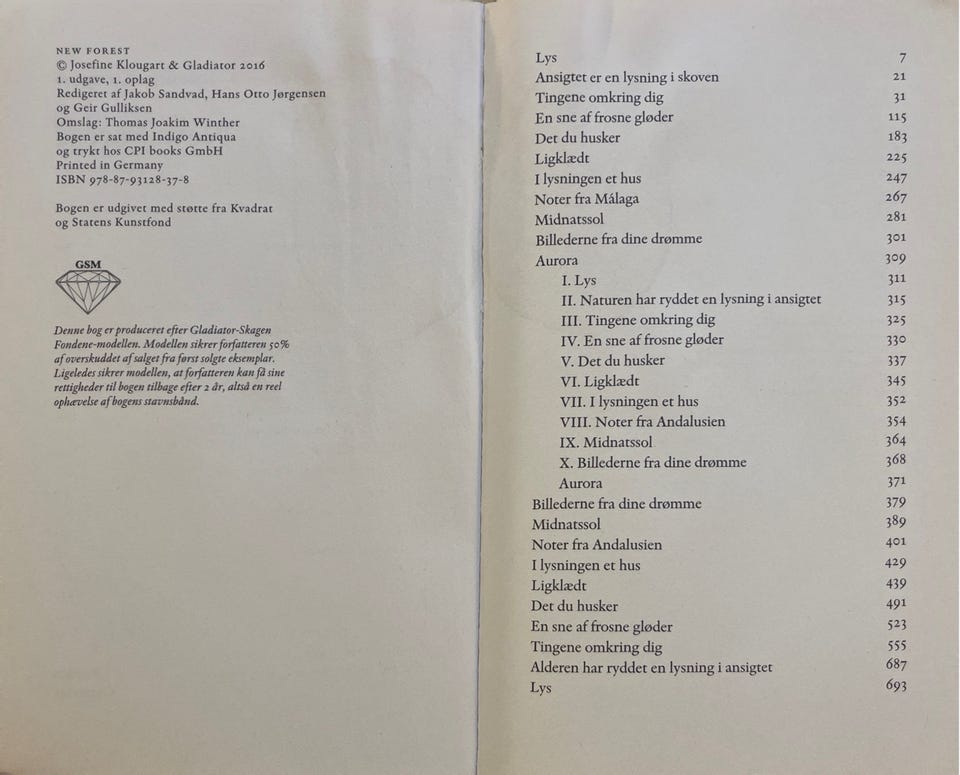 NEW FOREST
© Josefine Klougart & Gladiator 2016
1. udgave, 1. oplag
Redigeret af Jakob Sandvad, Hans Otto Jørgensen
og Geir Gulliksen
Omslag: Thomas Joakim Winther
Bogen er sat med Indigo Antiqua
og trykt hos CPI books GmbH
Printed in Germany
ISBN 978-87-93128-37-8
Bogen er udgivet med støtte fra Kvadrat
og Statens Kunstfond
GSM
Denne bog er produceret efter Gladiator-Skagen
Fondene-modellen. Modellen sikrer forfatteren 50%
af overskuddet af salget fra først solgte eksemplar.
Ligeledes sikrer modellen, at forfatteren kan få sine
rettigheder til bogen tilbage efter 2 år, altså en reel
ophævelse af bogens stavnsbånd.
Lys 7
Ansigtet er en lysning i skoven 21
Tingene omkring dig 31
En sne af frosne gløder 115
Det du husker 183
Ligklædt 225
I lysningen et hus 247
Noter fra Málaga 267
Midnatssol 281
Billederne fra dine drømme 301
Aurora 309
I. Lys 311
II. Naturen har ryddet en lysning i ansigtet 315
III. Tingene omkring dig 325
IV. En sne af frosne gløder 330
V. Det du husker 337
VI. Ligklædt 345
VII. I lysningen et hus 352
VIII. Noter fra Andalusien 354
IX. Midnatssol 364
X. Billederne fra dine drømme 368
Aurora 371
Billederne fra dine drømme 379
Midnatssol 389
Noter fra Andalusien 401
I lysningen et hus 429
Ligklædt 439
Det du husker 491
En sne af frosne gløder 523
Tingene omkring dig 555
Alderen har ryddet en lysning i ansigtet 687
Lys 693